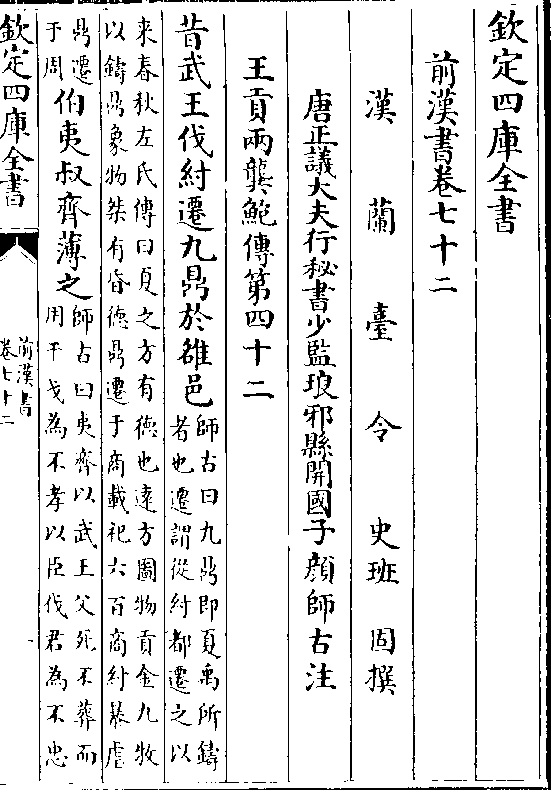 欽定四庫全書
前漢書卷七十二
漢蘭臺令史班固撰
唐正議大夫行秘書少監琅邪縣開國子顔師古注
王貢兩龔鮑傳第四十二
昔武王伐紂遷九鼎於雒邑師古曰九鼎即夏禹所鑄
者也遷謂從紂都遷之以
来春秋左氏傳曰夏之方有徳也逺方圖物貢金九牧
以鑄鼎象物桀有昏徳鼎遷于商載祀六百商紂暴虐
鼎遷
于周伯夷叔齊薄之師古曰夷齊以武王父死不葬而
用干戈為不孝以臣伐君為不忠
欽定四庫全書
前漢書
卷七十二